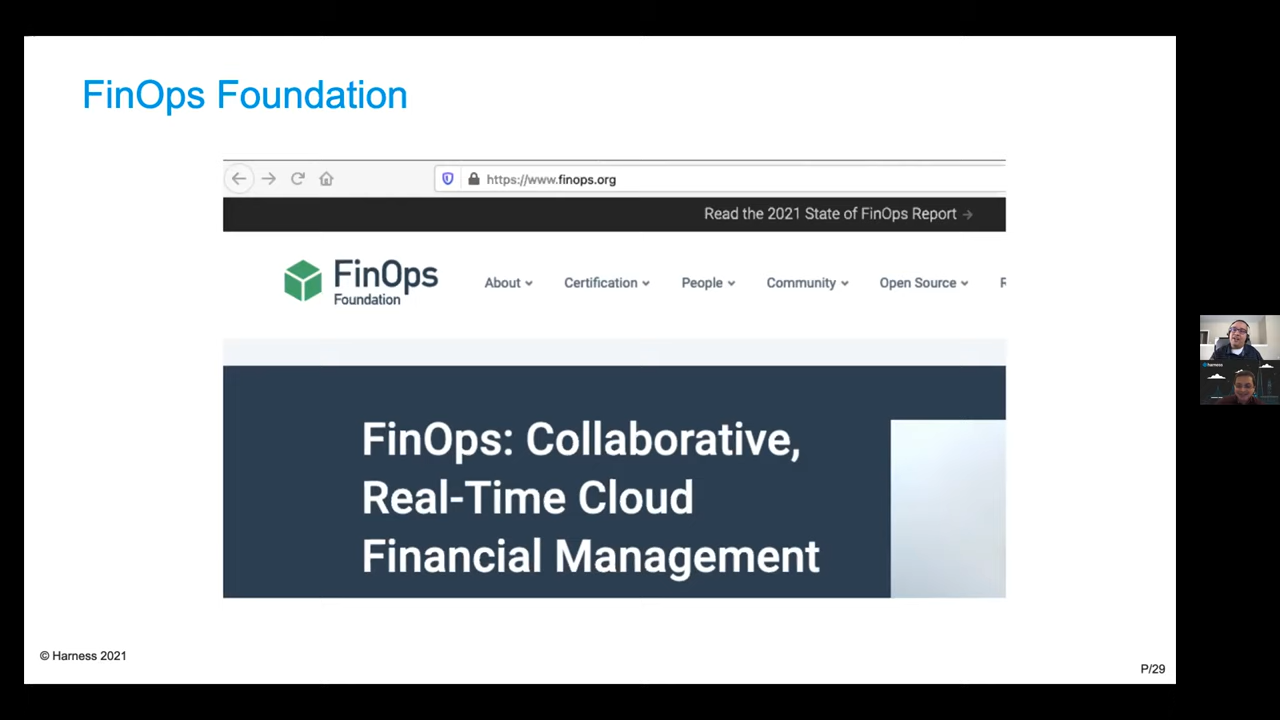 FinOps Foundation
https://www.finops.org
Read the 2021 State of FinOps Report →
FinOps
Foundation
About
Certification
People
Community
Open Source
FinOps: Collaborative,
Real-Time Cloud
Financial Management
harness
© Harness 2021
P/29